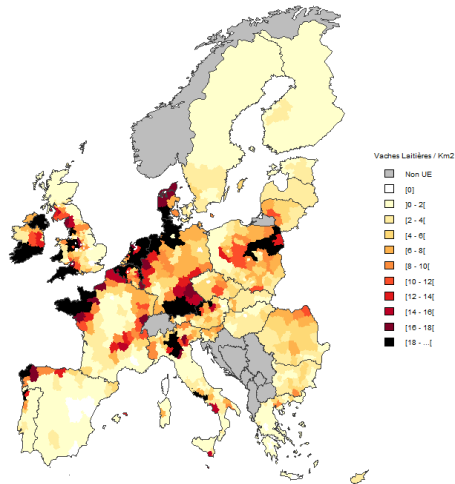 Vaches Laitières / Km2
Non UE
[0]
]0 - 2[
[2 - 4[
[4 - 6[
[6 - 8[
[8 - 10[
[10 - 12[
[12 - 14[
[14 - 16[
[16 - 18[
[18 - ...[